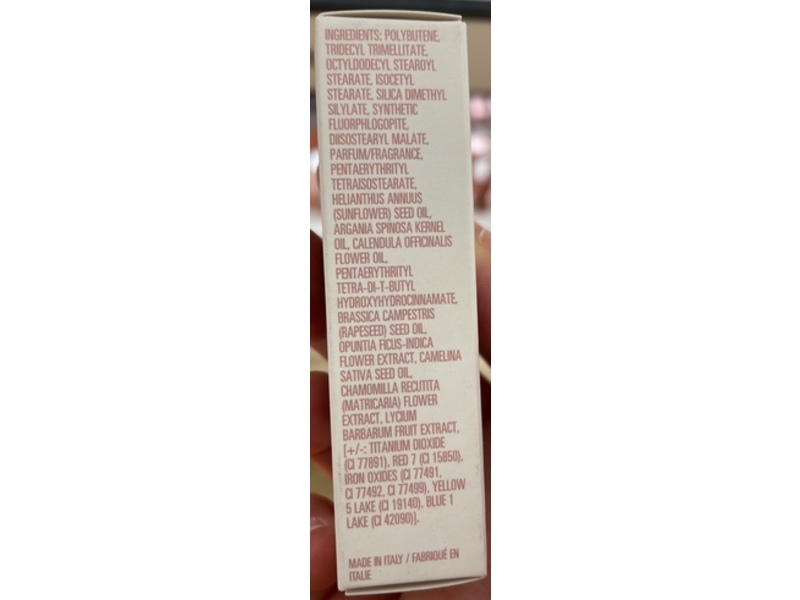 INGREDIENTS: POLYBUTENE,
TRIDECYL TRIMELLITATE,
OCTYLDODECYL STEAROYL
STEARATE, ISOCETYL
STEARATE, SILICA DIMETHYL
SILYLATE, SYNTHETIC
FLUORPHLOGOPITE,
DIISOSTEARYL MALATE,
PARFUM/FRAGRANCE,
PENTAERYTHRITYL
TETRAISOSTEARATE,
HELIANTHUS ANNUUS
(SUNFLOWER) SEED OIL,
ARGANIA SPINOSA KERNEL
OIL, CALENDULA OFFICINALIS
FLOWER OIL,
PENTAERYTHRITYL
TETRA-DI-T-BUTYL
HYDROXYHYDROCINNAMATE,
BRASSICA CAMPESTRIS
(RAPESEED) SEED OIL,
OPUNTIA FICUS-INDICA
FLOWER EXTRACT, CAMELINA
SATIVA SEED OIL,
CHAMOMILLA RECUTITA
(MATRICARIA) FLOWER
EXTRACT, LYCIUM
BARBARUM FRUIT EXTRACT,
[+/-: TITANIUM DIOXIDE
(CI 77891), RED 7 (CI 15850),
IRON OXIDES (CI 77491,
CI 77492, CI 77499), YELLOW
5 LAKE (CI 19140), BLUE 1
LAKE (CI 42090)].
MADE IN ITALY / FABRIQUÉ EN
ITALIE